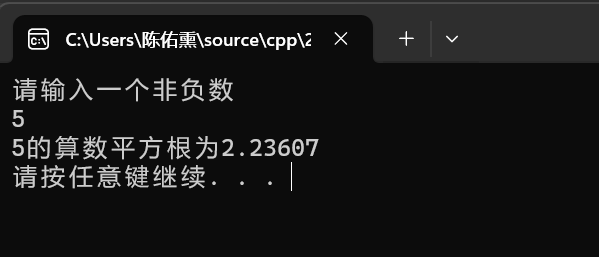 C:\Users\陈佑熏\source\cpp\2
请输入一个非负数
5
5的算数平方根为2.23607
请按任意键继续. . .